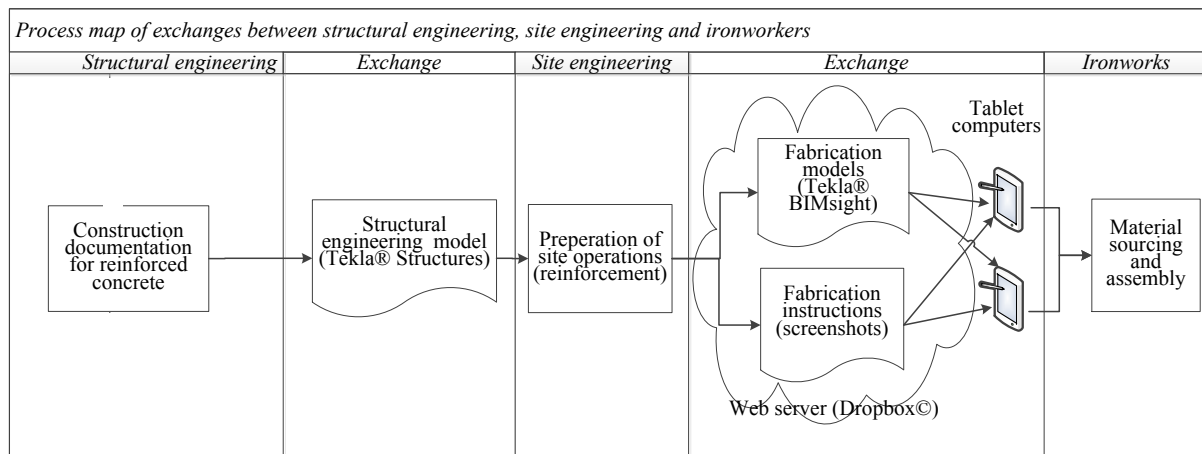 Process map of exchanges between structural engineering, site engineering and ironworkers
Structural engineering
Exchange
Site engineering
Exchange
Ironworks
Construction
documentation
for reinforced
concrete
Structural
engineering model
(Tekla® Structures)
Preperation of
site operations
(reinforcement)
Fabrication
models
(Tekla®
BIMsight)
Fabrication
instructions
(screenshots)
Web server (Dropbox©)
Tablet
computers
Material
sourcing
and
assembly